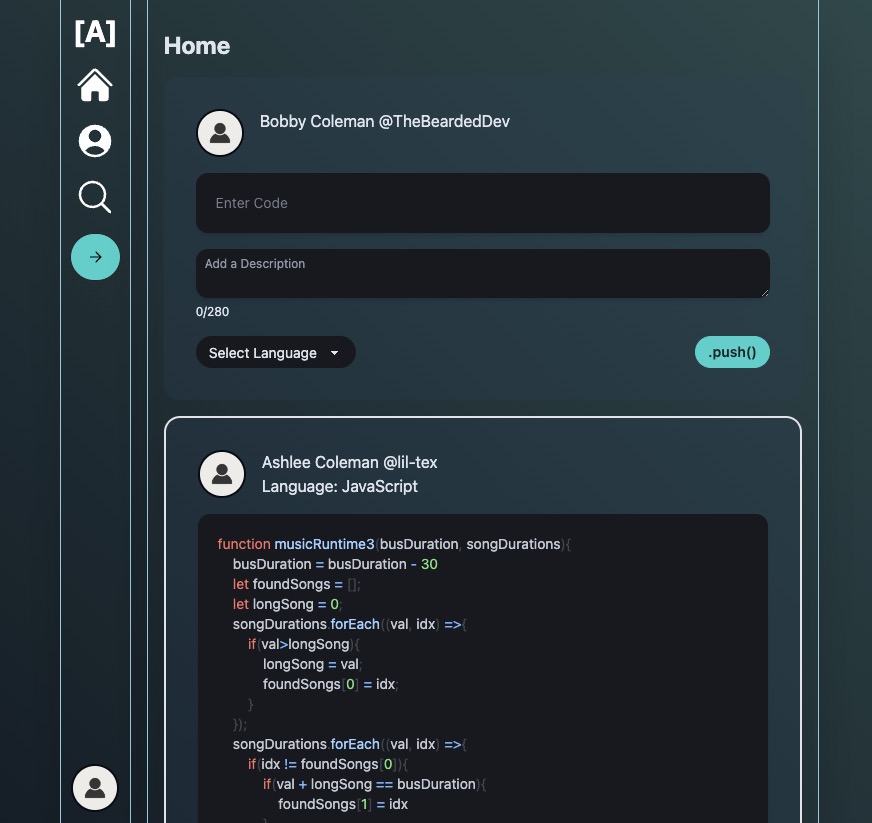 [A]
Home
Bobby Coleman @TheBeardedDev
Enter Code
Add a Description
0/280
Select Language
.push()
Ashlee Coleman @lil-tex
Language: JavaScript
function musicRuntime3(busDuration, songDurations){
busDuration = busDuration - 30
let foundSongs = [];
let longSong = 0;
songDurations.forEach((val, idx) =>{
if(val>longSong){
longSong = val;
foundSongs[0] = idx;
}
});
songDurations.forEach((val, idx) =>{
if(idx != foundSongs[0]){
if(val + longSong == busDuration){
foundSongs[1] = idx
}